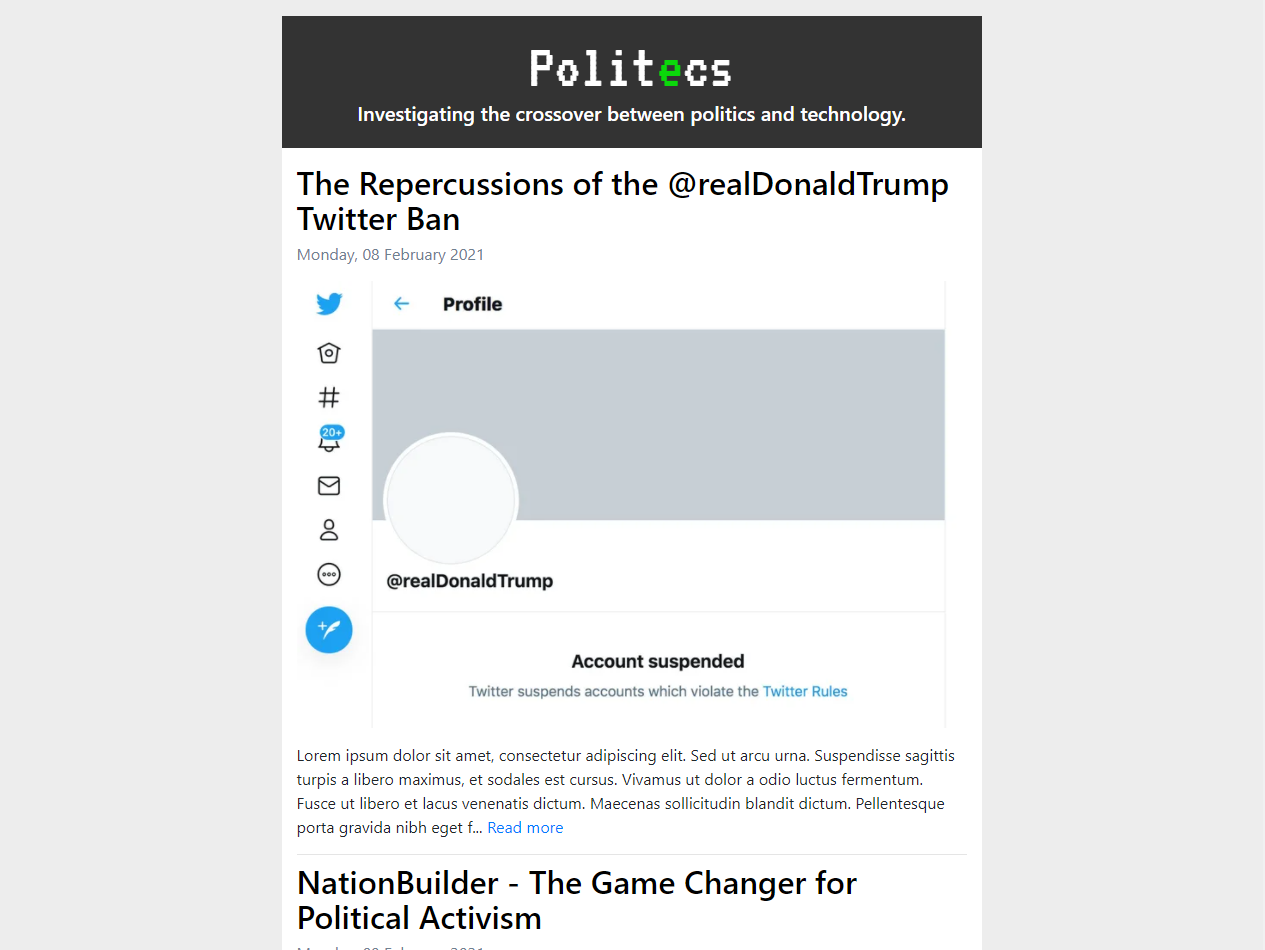 Politecs
Investigating the crossover between politics and technology.
The Repercussions of the @realDonaldTrump
Twitter Ban
Monday, 08 February 2021
Profile
20+
@realDonaldTrump
Account suspended
Twitter suspends accounts which violate the Twitter Rules
Lorem ipsum dolor sit amet, consectetur adipiscing elit. Sed ut arcu urna. Suspendisse sagittis
turpis a libero maximus, et sodales est cursus. Vivamus ut dolor a odio luctus fermentum.
Fusce ut libero et lacus venenatis dictum. Maecenas sollicitudin blandit dictum. Pellentesque
porta gravida nibh eget f... Read more
NationBuilder - The Game Changer for
Political Activism